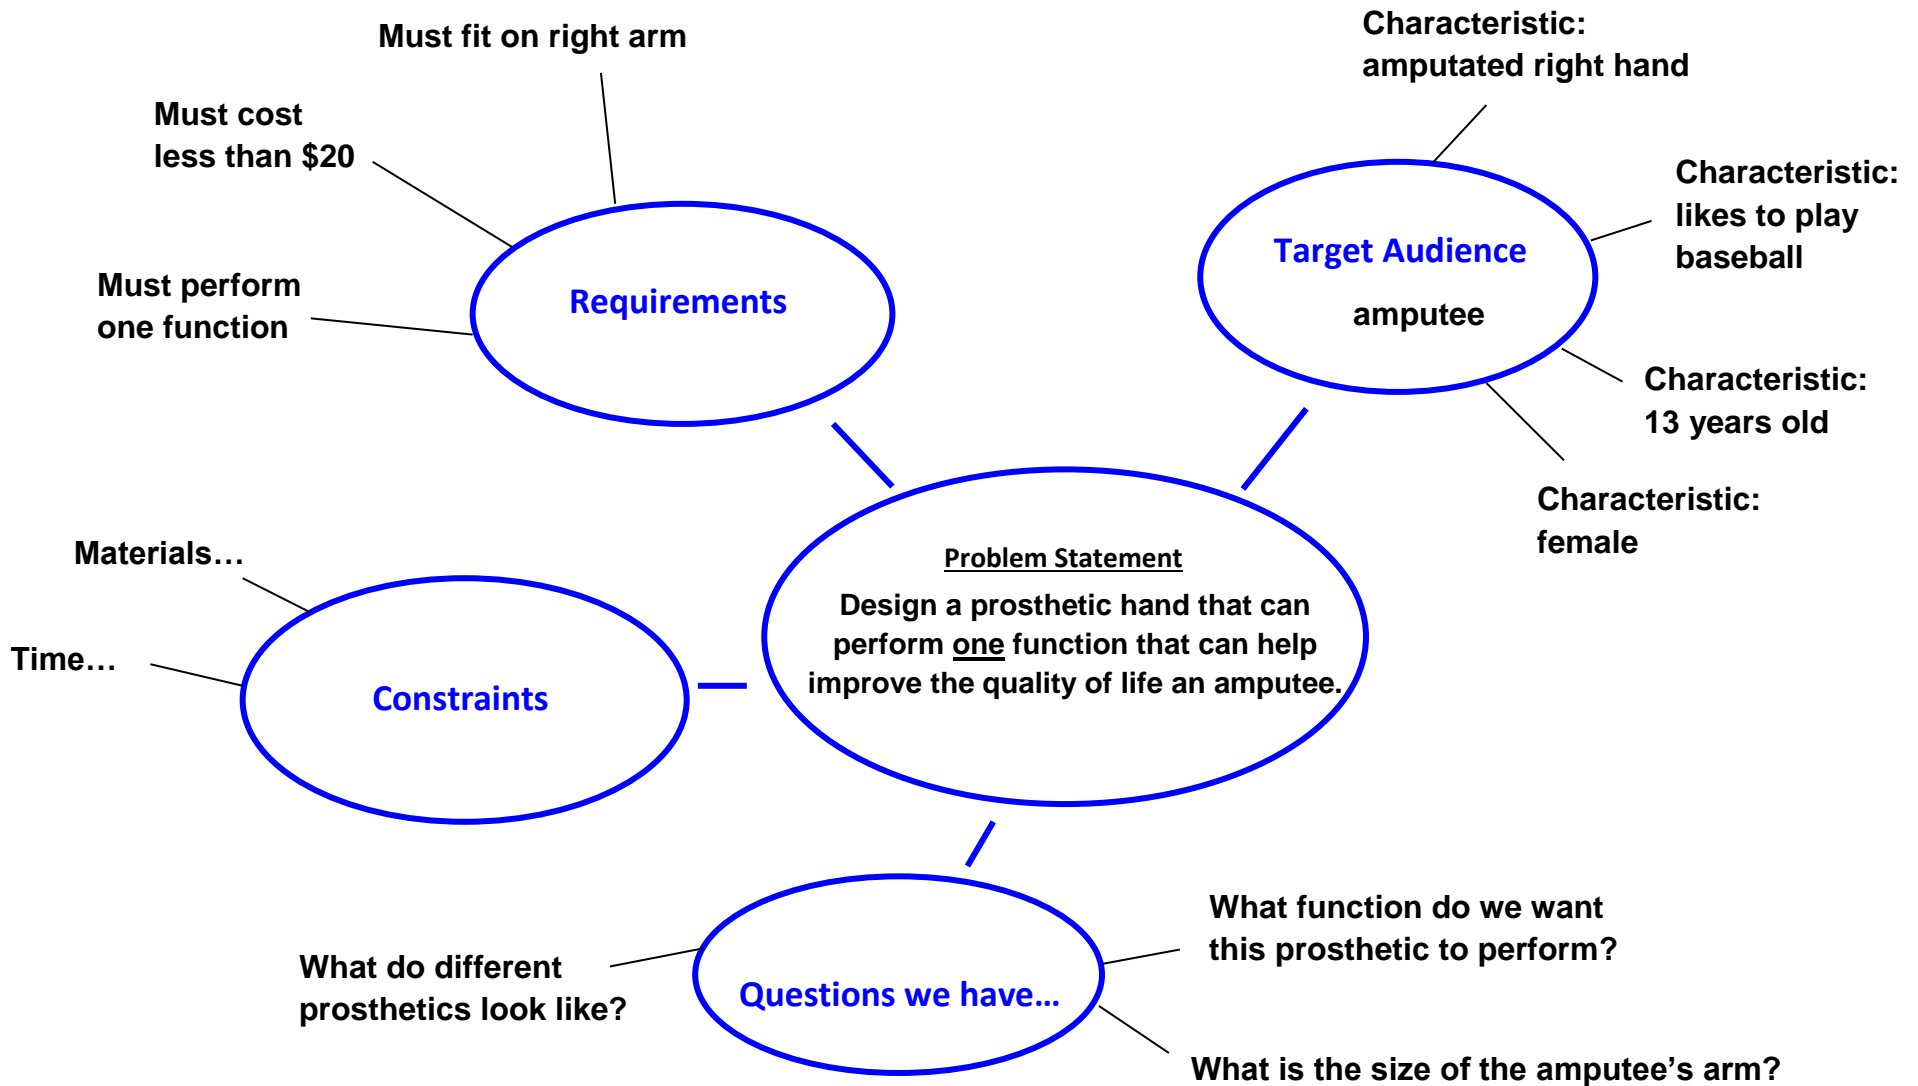 Must fit on right arm
Must cost
less than $20
Must perform
one function
Requirements
Characteristic:
amputated right hand
Characteristic:
likes to play
baseball
Target Audience
amputee
Characteristic:
13 years old
Characteristic:
female
Materials…
Time…
Constraints
Problem Statement
Design a prosthetic hand that can
perform one function that can help
improve the quality of life an amputee.
What do different
prosthetics look like?
Questions we have…
What function do we want
this prosthetic to perform?
What is the size of the amputee’s arm?